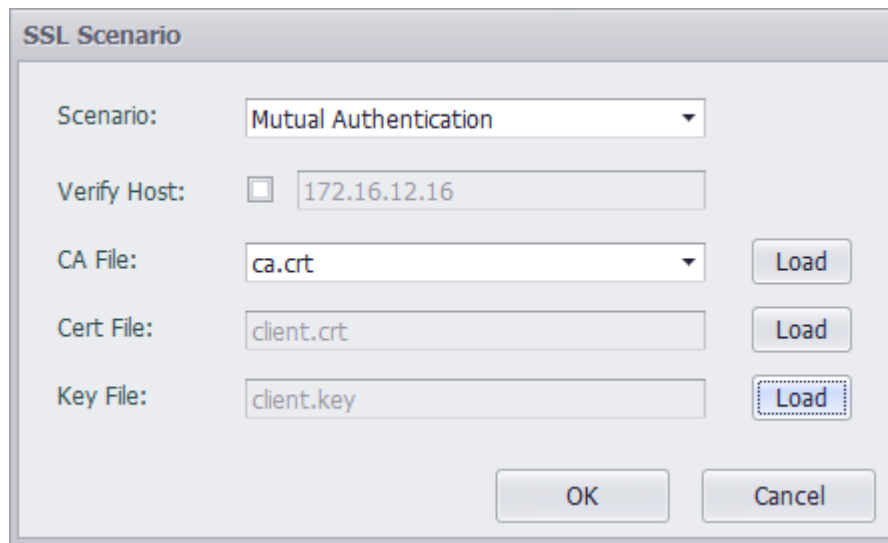 SSL Scenario
Scenario: Mutual Authentication
Verify Host: 172.16.12.16
CA File: ca.crt Load
Cert File: client.crt Load
Key File: client.key Load
OK Cancel